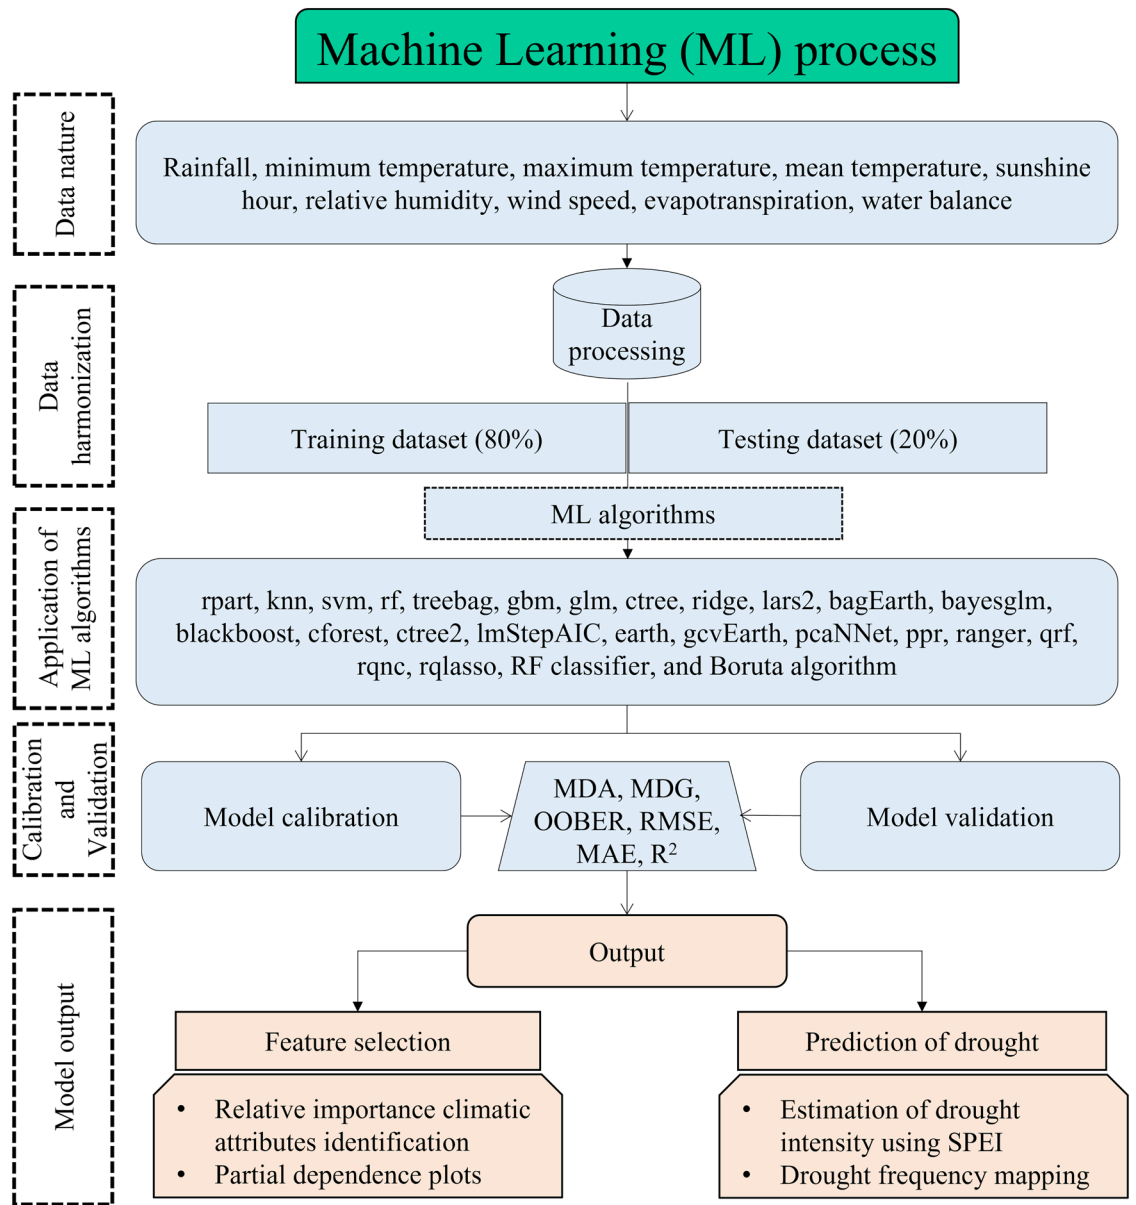 Machine Learning (ML) process
Data nature
Rainfall, minimum temperature, maximum temperature, mean temperature, sunshine
hour, relative humidity, wind speed, evapotranspiration, water balance
Data
harmonization
Data
processing
Training dataset (80%)
Testing dataset (20%)
ML algorithms
Application of
ML algorithms
rpart, knn, svm, rf, treebag, gbm, glm, ctree, ridge, lars2, bagEarth, bayesglm,
blackboost, cforest, ctree2, lmStepAIC, earth, gcvEarth, pcaNNet, ppr, ranger, qrf,
rqnc, rqlasso, RF classifier, and Boruta algorithm
Calibration
and
Validation
Model calibration
MDA, MDG,
OOBER, RMSE,
MAE, R²
Model validation
Model output
Output
Feature selection
• Relative importance climatic
attributes identification
• Partial dependence plots
Prediction of drought
• Estimation of drought
intensity using SPEI
• Drought frequency mapping